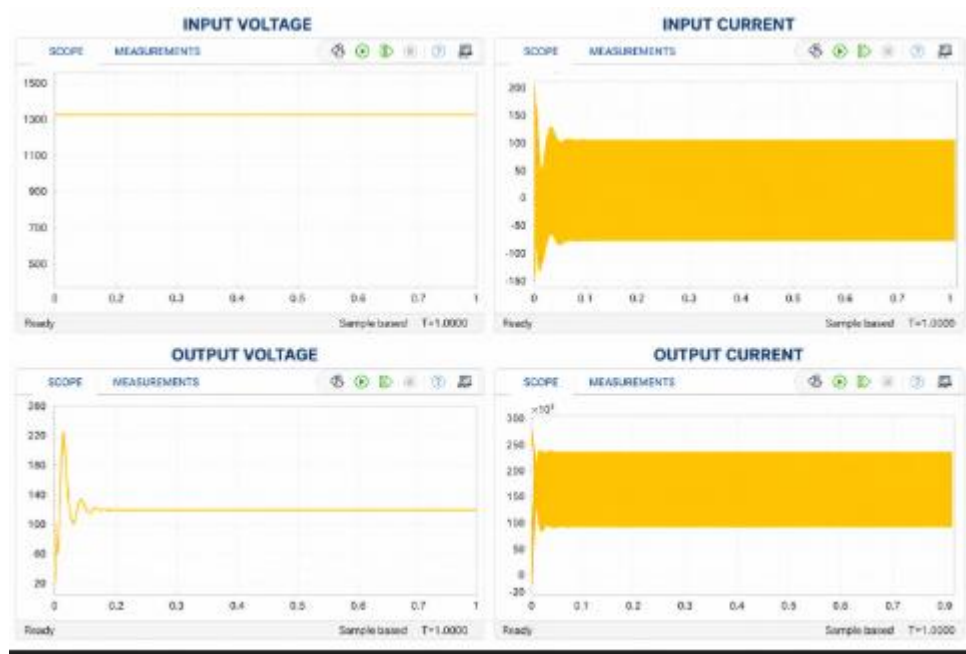 INPUT VOLTAGE
SCOPE MEASUREMENTS
1500
1300
1100
900
700
500
0 0.2 0.3 0.4 0.5 0.6 0.7 1
Ready Sample based T=1.0000
INPUT CURRENT
SCOPE MEASUREMENTS
200
150
100
50
0
-50
-100
-150
0 0.1 0.2 0.3 0.4 0.5 0.6 0.7 1
Ready Sample based T=1.0000
OUTPUT VOLTAGE
SCOPE MEASUREMENTS
260
220
180
140
100
60
20
0 0.2 0.3 0.4 0.5 0.6 0.7 1
Ready Sample based T=1.0000
OUTPUT CURRENT
SCOPE MEASUREMENTS
300
250
200
150
100
50
0
-20
0 0.1 0.2 0.3 0.4 0.5 0.6 0.7 0.9
Ready Sample based T=1.0000